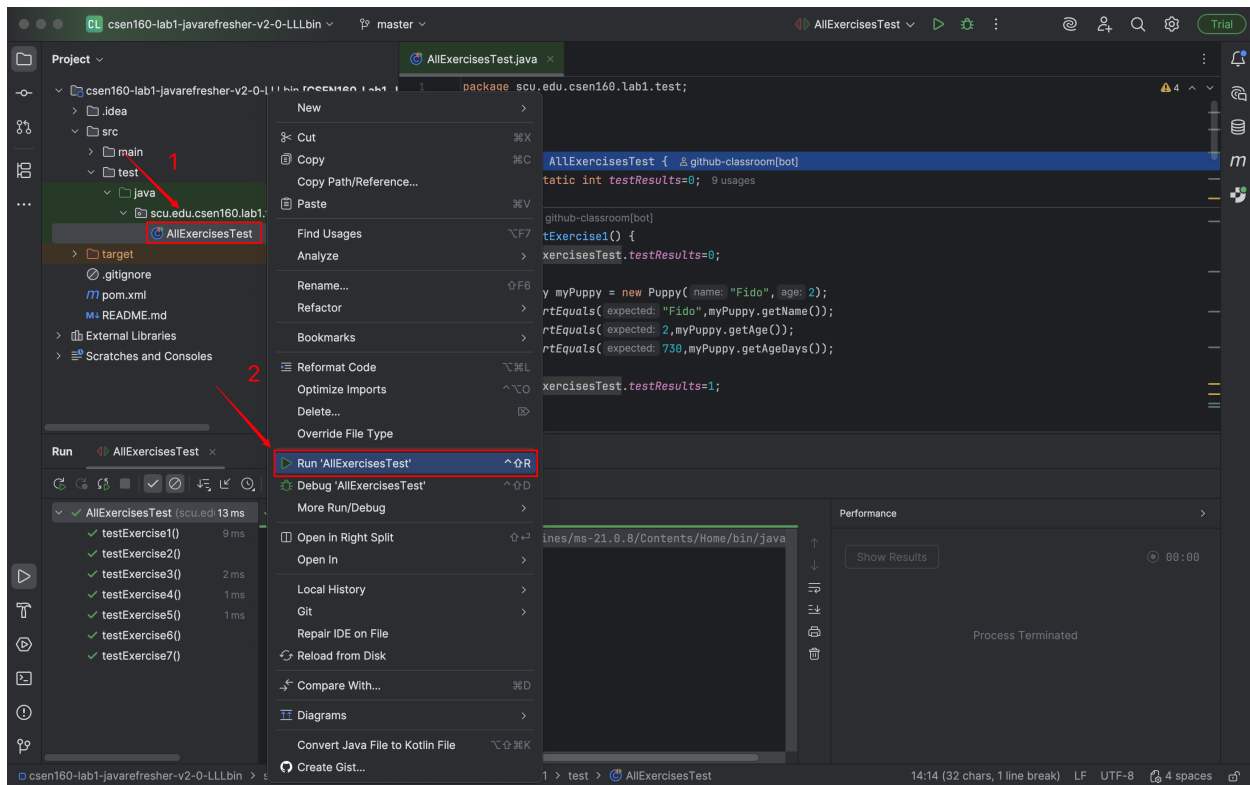 CL csen160-lab1-javarefresher-v2-0-LLLbin master AllExercisesTest Trial
Project
AllExercisesTest.java
csen160-lab1-javarefresher-v2-0-LLLbin [CSEN160_Lab1_J
.idea
src
main
test
java
scu.edu.csen160.lab1.
AllExercisesTest
target
.gitignore
pom.xml
README.md
External Libraries
Scratches and Consoles
1
2
New
Cut ⌘X
Copy ⌘C
Copy Path/Reference...
Paste ⌘V
Find Usages ⌥F7
Analyze
Rename... ⇧F6
Refactor
Bookmarks
Reformat Code ⌥⌘L
Optimize Imports ^⌥O
Delete... ⌦
Override File Type
Run 'AllExercisesTest' ^⇧R
Debug 'AllExercisesTest' ^⇧D
More Run/Debug
Open in Right Split ⇧⏎
Open In
Local History
Git
Repair IDE on File
Reload from Disk
Compare With... ⌘D
Diagrams
Convert Java File to Kotlin File ⌥⇧⌘K
Create Gist...
1 package scu.edu.csen160.lab1.test;
4
AllExercisesTest { github-classroom[bot]
tatic int testResults=0; 9 usages
github-classroom[bot]
tExercise1() {
xercisesTest.testResults=0;
y myPuppy = new Puppy( name: "Fido", age: 2);
rtEquals( expected: "Fido",myPuppy.getName());
rtEquals( expected: 2,myPuppy.getAge());
rtEquals( expected: 730,myPuppy.getAgeDays());
xercisesTest.testResults=1;
Run AllExercisesTest
AllExercisesTest (scu.ed 13 ms
testExercise1() 9 ms
testExercise2()
testExercise3() 2 ms
testExercise4() 1 ms
testExercise5() 1 ms
testExercise6()
testExercise7()
ines/ms-21.0.8/Contents/Home/bin/java
Performance
Show Results 00:00
Process Terminated
csen160-lab1-javarefresher-v2-0-LLLbin > s
1 > test > AllExercisesTest
14:14 (32 chars, 1 line break) LF UTF-8 4 spaces